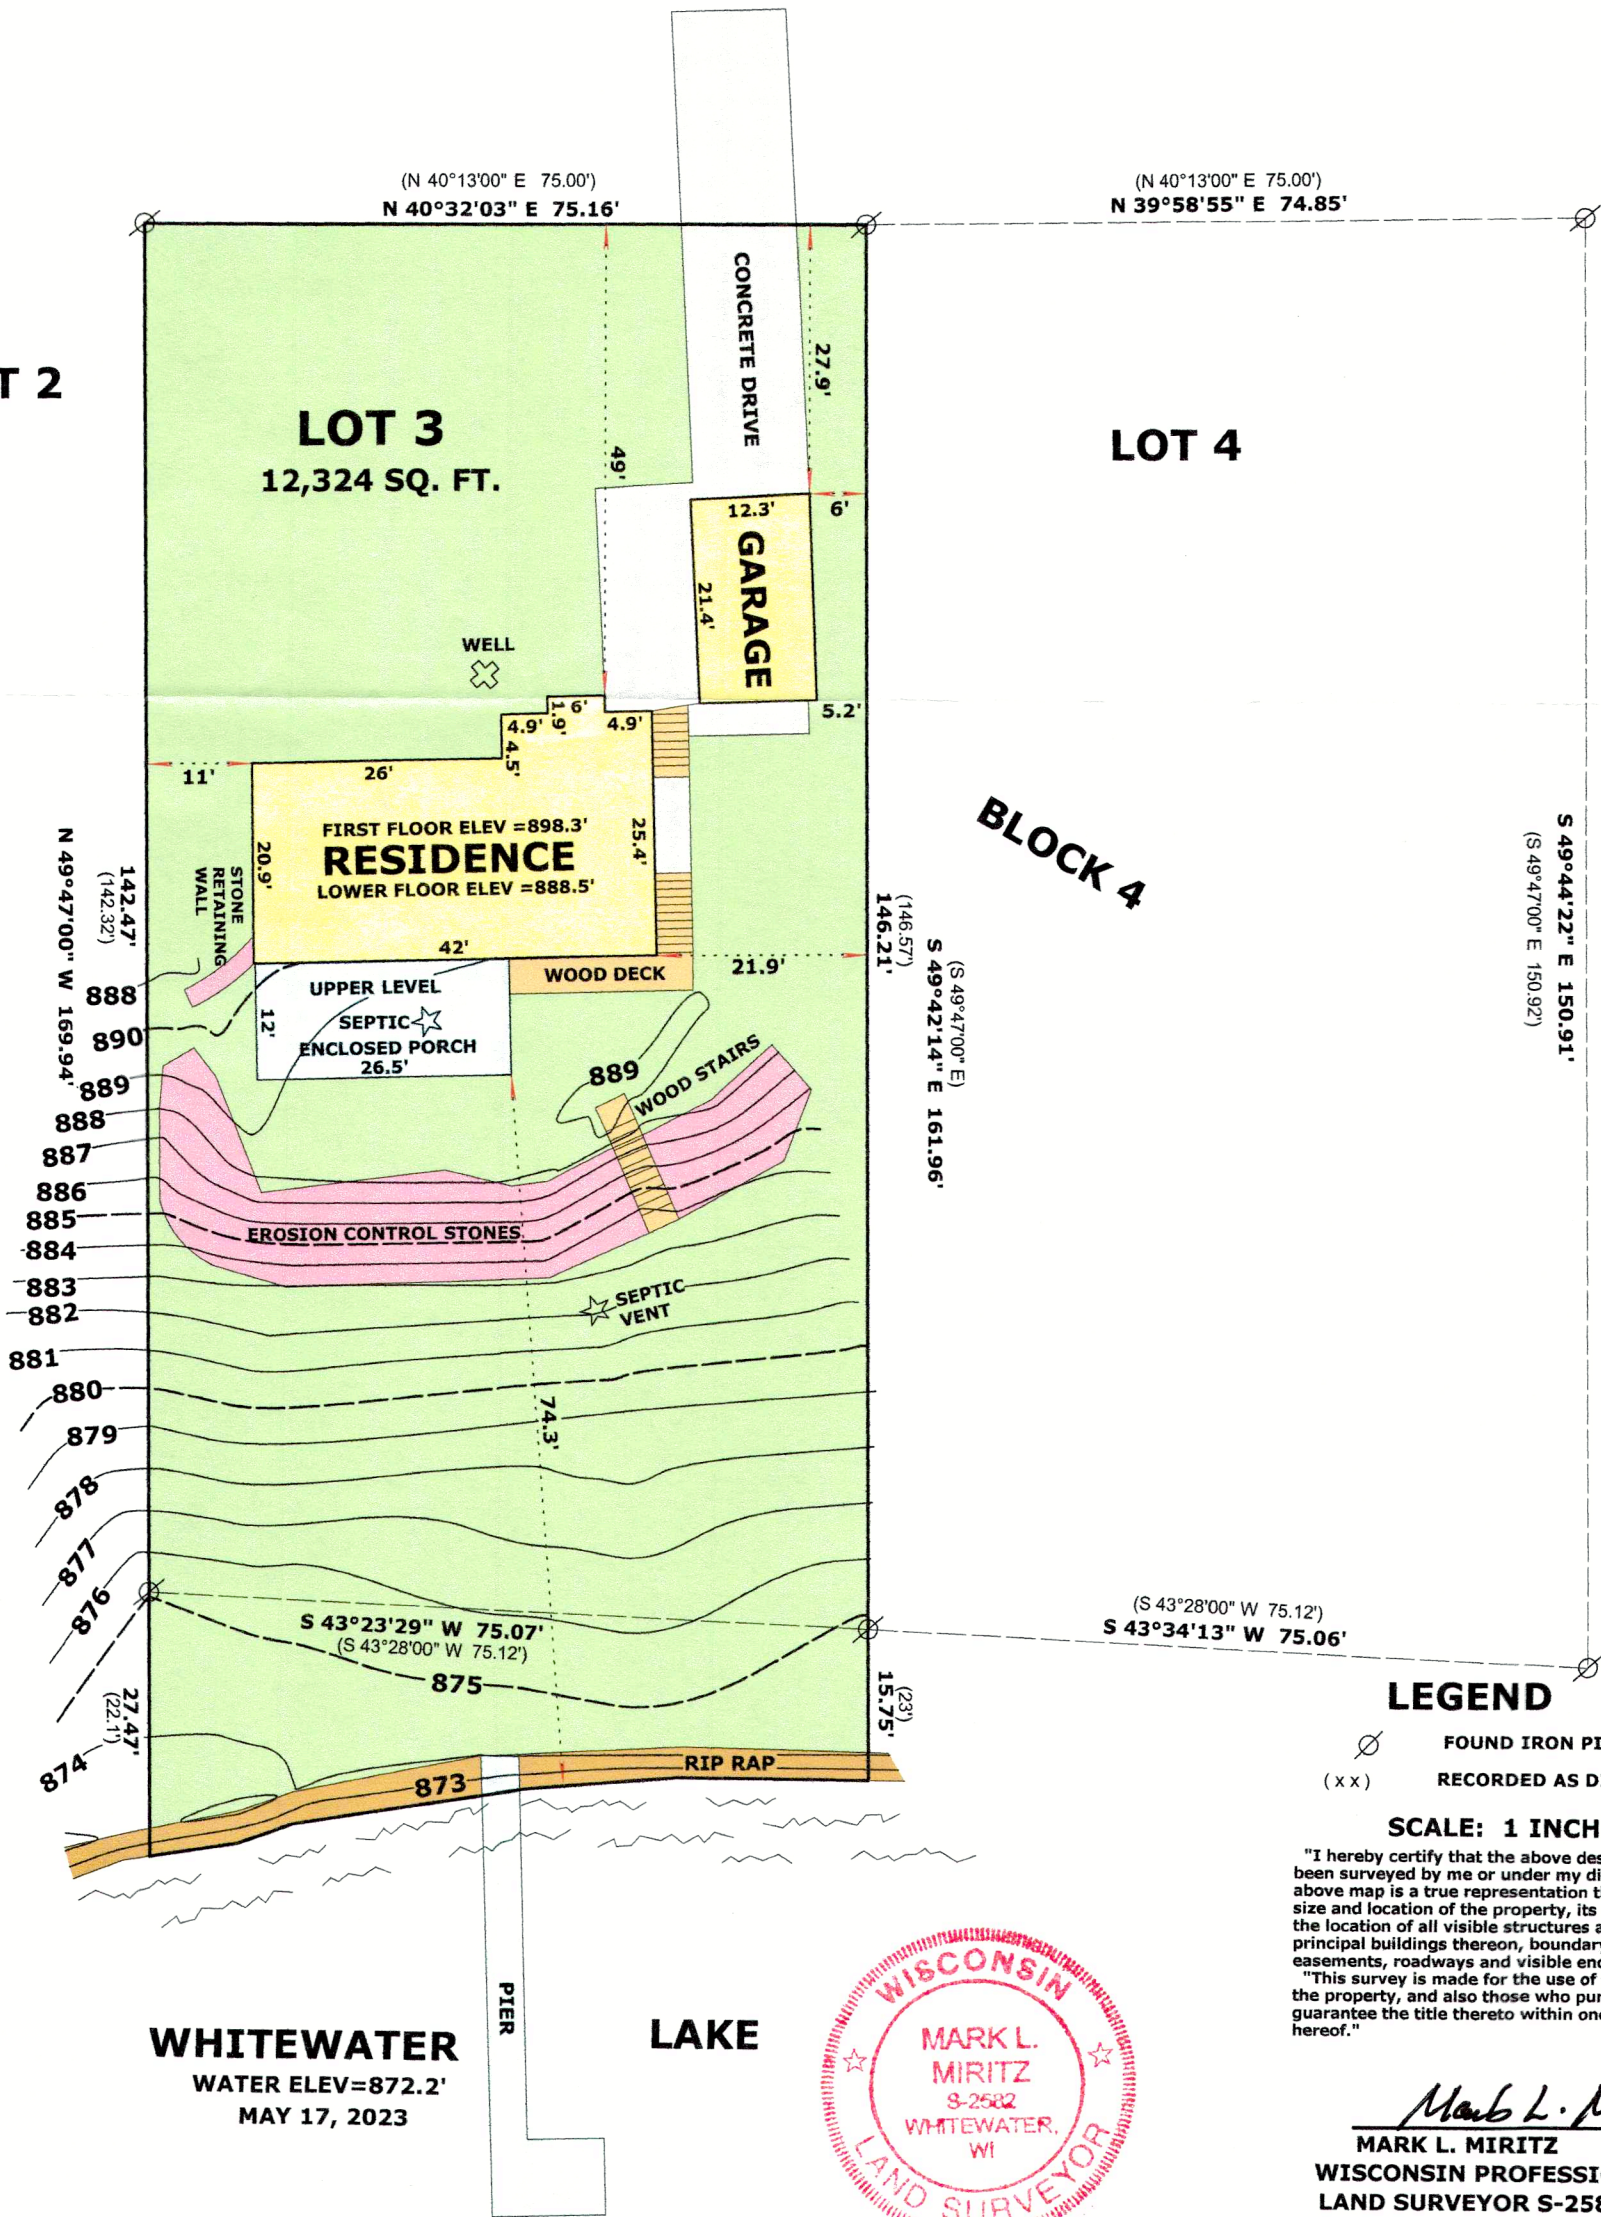 (N 40°13'00" E 75.00')
N 40°32'03" E 75.16'
(N 40°13'00" E 75.00')
N 39°58'55" E 74.85'
T 2
LOT 3
12,324 SQ. FT.
LOT 4
CONCRETE DRIVE
27.9'
49'
12.3'
6'
GARAGE
21.4'
5.2'
WELL
6'
1.9'
4.9'
4.9'
4.5'
11'
26'
FIRST FLOOR ELEV =898.3'
RESIDENCE
LOWER FLOOR ELEV =888.5'
20.9'
25.4'
42'
STONE
RETAINING
WALL
BLOCK 4
142.47'
(142.32')
N 49°47'00" W 169.94'
(146.57')
146.21'
(S 49°47'00" E)
S 49°42'14" E 161.96'
S 49°44'22" E 150.91'
(S 49°47'00" E 150.92')
WOOD DECK
21.9'
UPPER LEVEL
SEPTIC
ENCLOSED PORCH
26.5'
12'
888
890
889
888
887
886
885
884
883
882
881
880
879
878
877
876
874
889
WOOD STAIRS
EROSION CONTROL STONES
SEPTIC
VENT
74.3'
S 43°23'29" W 75.07'
(S 43°28'00" W 75.12')
875
(S 43°28'00" W 75.12')
S 43°34'13" W 75.06'
27.47'
(22.1')
(23')
15.75'
873
RIP RAP
PIER
WHITEWATER
LAKE
WATER ELEV=872.2'
MAY 17, 2023
WISCONSIN
MARK L.
MIRITZ
S-2582
WHITEWATER,
WI
LAND SURVEYOR
LEGEND
FOUND IRON PI
(xx) RECORDED AS D
SCALE: 1 INCH
"I hereby certify that the above des
been surveyed by me or under my di
above map is a true representation t
size and location of the property, its
the location of all visible structures a
principal buildings thereon, boundar
easements, roadways and visible enc
"This survey is made for the use of
the property, and also those who pur
guarantee the title thereto within one
hereof."
Mark L. M
MARK L. MIRITZ
WISCONSIN PROFESSI
LAND SURVEYOR S-258